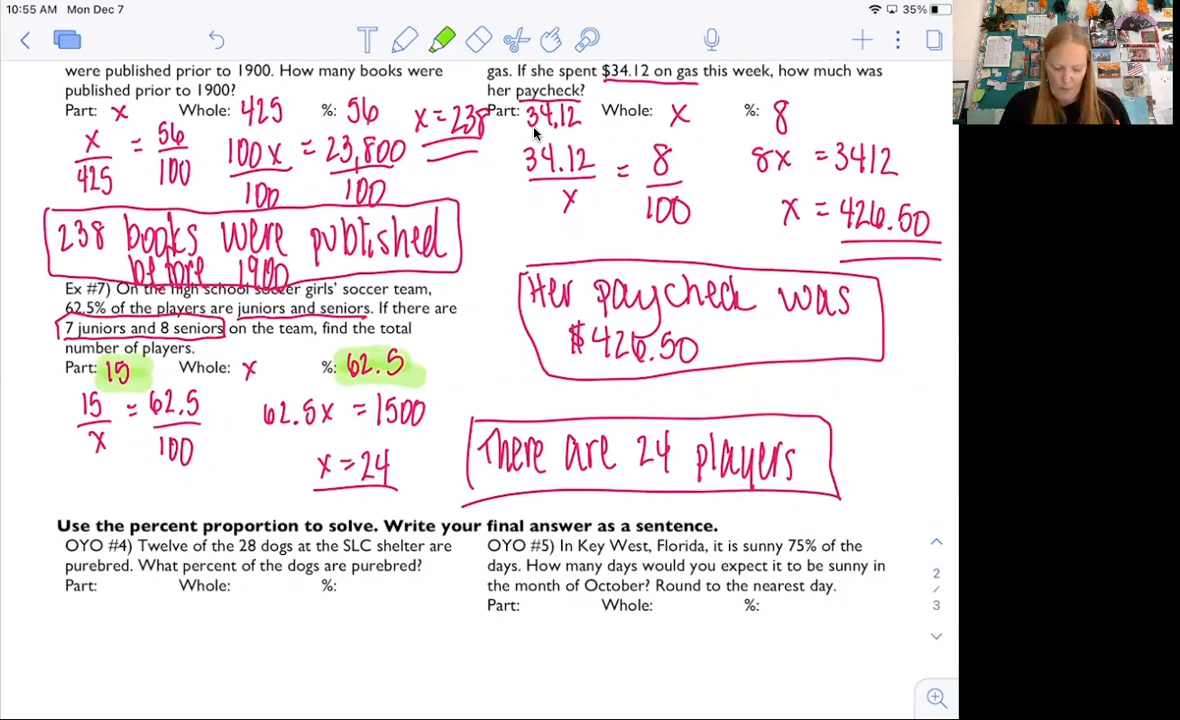 10:55 AM Mon Dec 7
35%
were published prior to 1900. How many books were
published prior to 1900?
Part: x Whole: 425 %: 56 x=238
x/425 = 56/100 100x/100 = 23,800/100
238 books were published
before 1900
gas. If she spent $34.12 on gas this week, how much was
her paycheck?
Part: 34.12 Whole: x %: 8
34.12/x = 8/100 8x = 3412
x = 426.50
Her paycheck was
$426.50
Ex #7) On the high school soccer girls' soccer team,
62.5% of the players are juniors and seniors. If there are
7 juniors and 8 seniors on the team, find the total
number of players.
Part: 15 Whole: x %: 62.5
15/x = 62.5/100 62.5x = 1500
x = 24
There are 24 players
Use the percent proportion to solve. Write your final answer as a sentence.
OYO #4) Twelve of the 28 dogs at the SLC shelter are
purebred. What percent of the dogs are purebred?
Part: Whole: %:
OYO #5) In Key West, Florida, it is sunny 75% of the
days. How many days would you expect it to be sunny in
the month of October? Round to the nearest day.
Part: Whole: %:
2
/
3